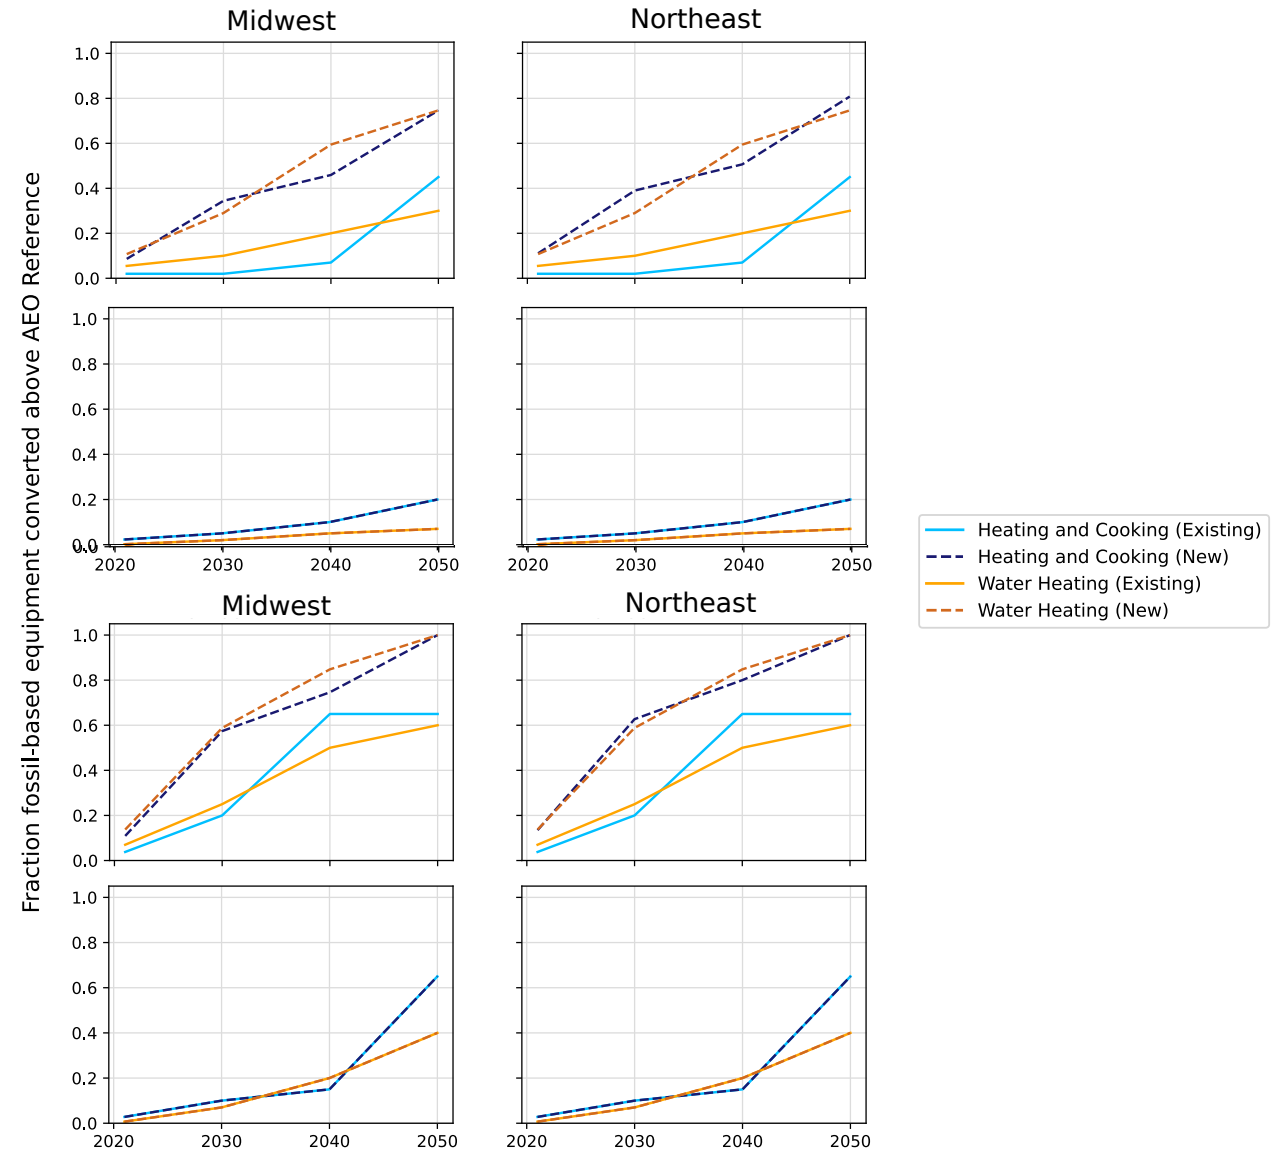 Midwest
Northeast
1.0
0.8
0.6
0.4
0.2
0.0
1.0
0.8
0.6
0.4
0.2
0.0
2020 2030 2040 2050
2020 2030 2040 2050
Fraction fossil-based equipment converted above AEO Reference
Heating and Cooking (Existing)
Heating and Cooking (New)
Water Heating (Existing)
Water Heating (New)
Midwest
Northeast
1.0
0.8
0.6
0.4
0.2
0.0
1.0
0.8
0.6
0.4
0.2
0.0
2020 2030 2040 2050
2020 2030 2040 2050